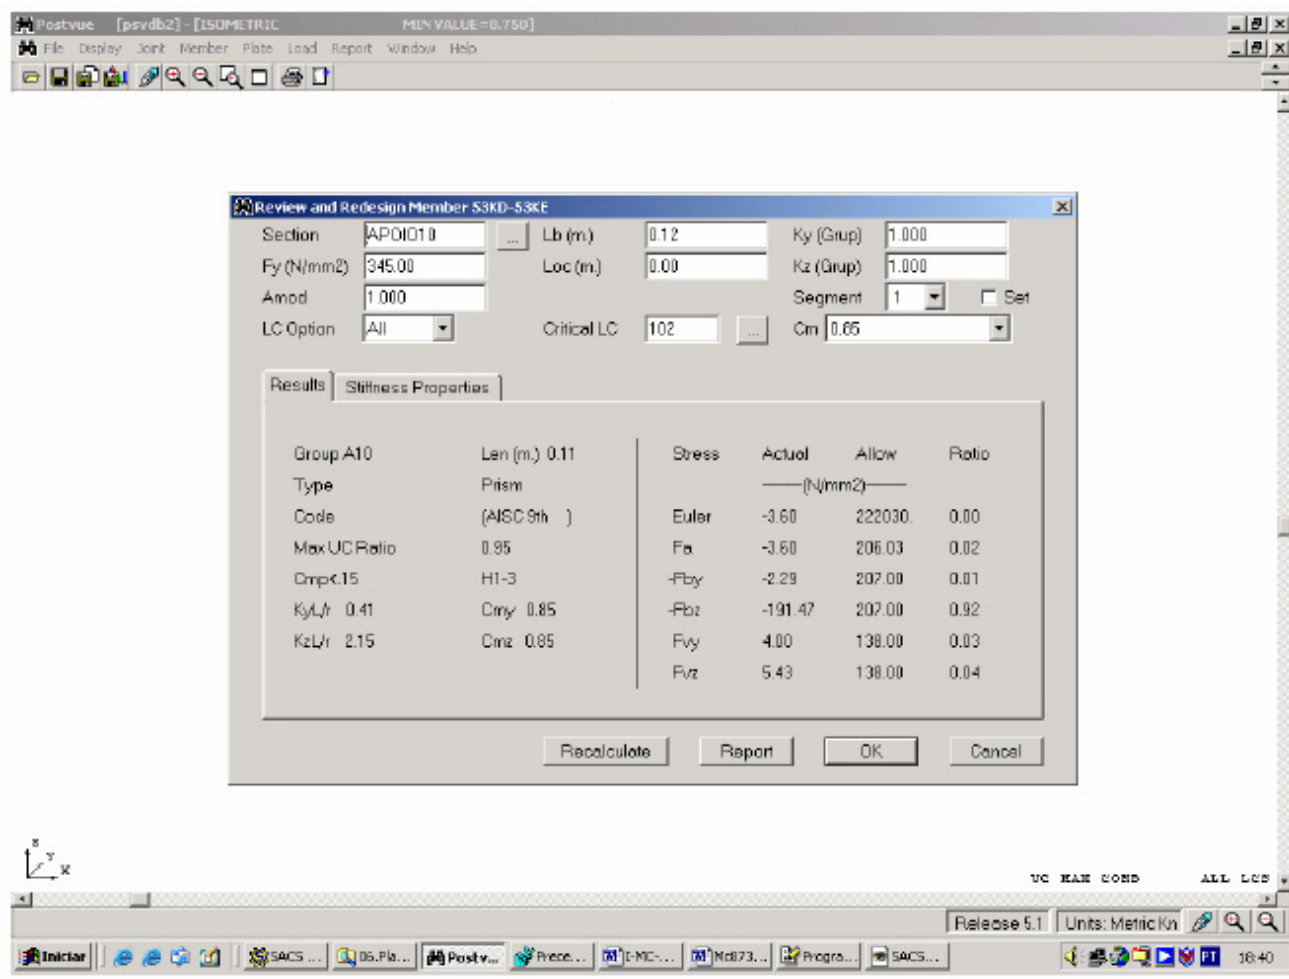 Postvue [psvdb2] - [ISOMETRIC MIN VALUE=0.750]
File Display Joint Member Plate Load Report Window Help
Review and Redesign Member 53KD-53KE
Section APOIO10 ... Lb (m.) 0.12 Ky (Grup) 1.000
Fy (N/mm2) 345.00 Loc (m.) 0.00 Kz (Grup) 1.000
Amod 1.000 Segment 1 Set
LC Option All Critical LC 102 ... Cm 0.85
Results Stiffness Properties
Group A10 Len (m.) 0.11 Stress Actual Allow Ratio
Type Prism -----(N/mm2)-----
Code (AISC 9th ) Euler -3.60 222030. 0.00
Max UC Ratio 0.95 Fa -3.60 206.03 0.02
Cmp<.15 H1-3 -Fby -2.29 207.00 0.01
KyL/r 0.41 Cmy 0.85 -Fbz -191.47 207.00 0.92
KzL/r 2.15 Cmz 0.85 Fvy 4.00 138.00 0.03
Fvz 5.43 138.00 0.04
Recalculate Report OK Cancel
Z
Y
X
UC MAX COMB ALL LCS
Release 5.1 Units: Metric Kn
Iniciar SACS ... 06.Pla... Postv... Prece... I-MC-... Mc873... Progra... SACS... PT 18:40